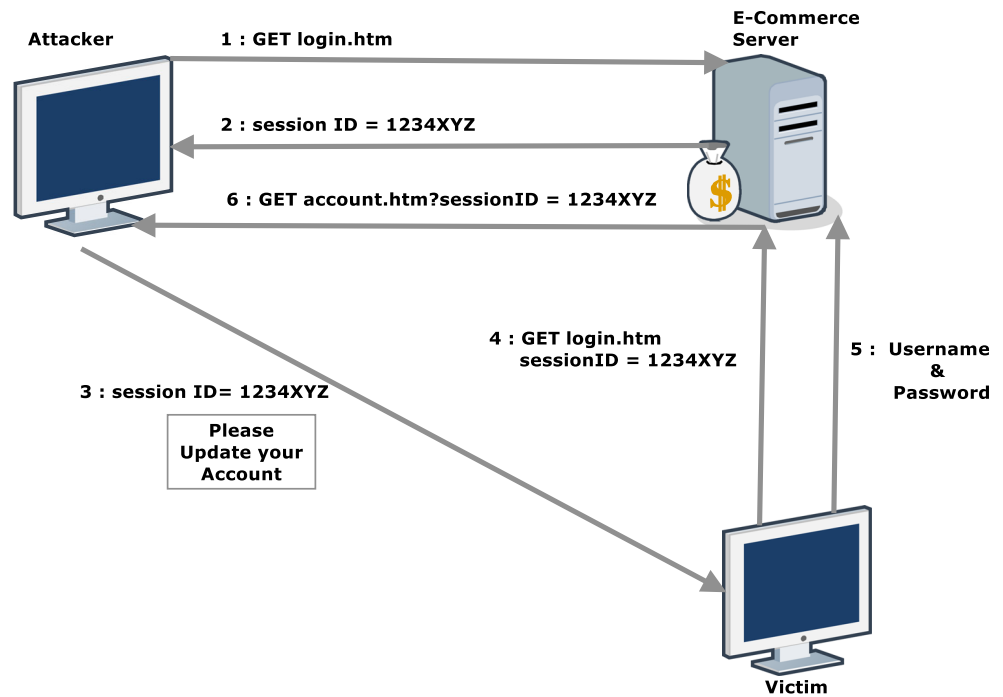 Attacker
1 : GET login.htm
E-Commerce
Server
2 : session ID = 1234XYZ
$
6 : GET account.htm?sessionID = 1234XYZ
4 : GET login.htm
sessionID = 1234XYZ
5 :  Username
&
Password
3 : session ID= 1234XYZ
Please
Update your
Account
Victim